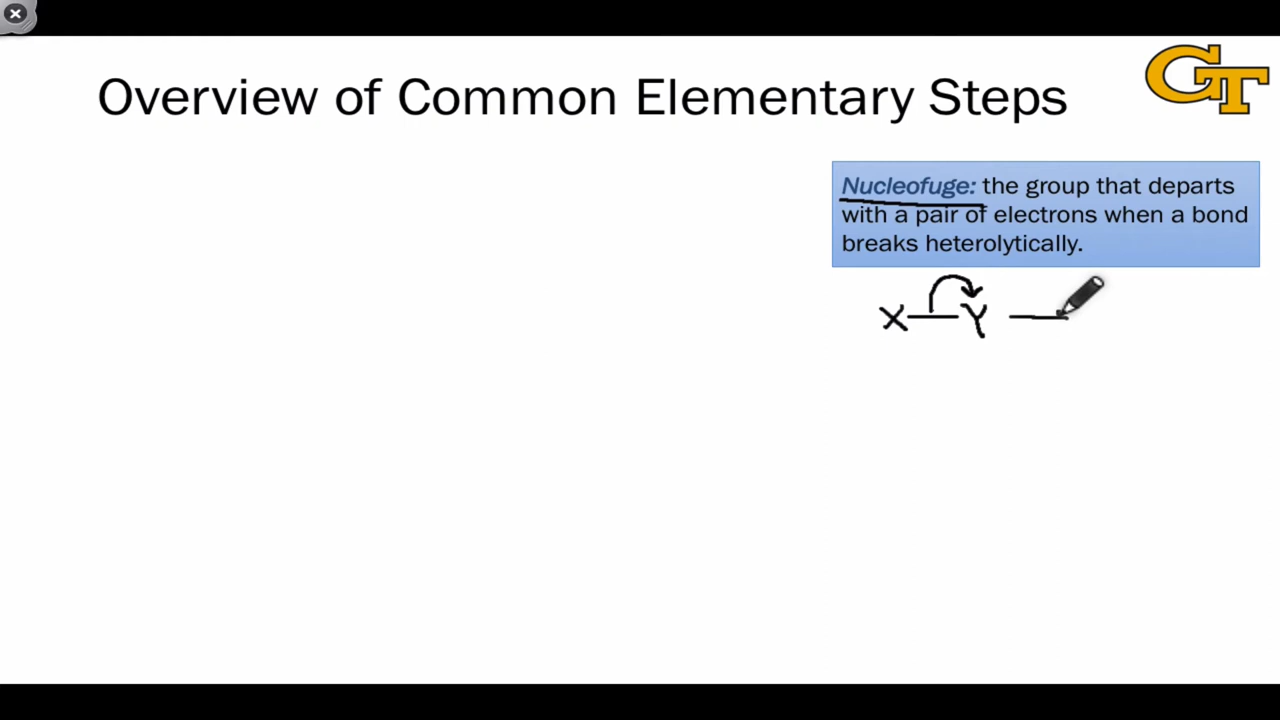 Overview of Common Elementary Steps
GT
Nucleofuge: the group that departs
with a pair of electrons when a bond
breaks heterolytically.
X—Y —